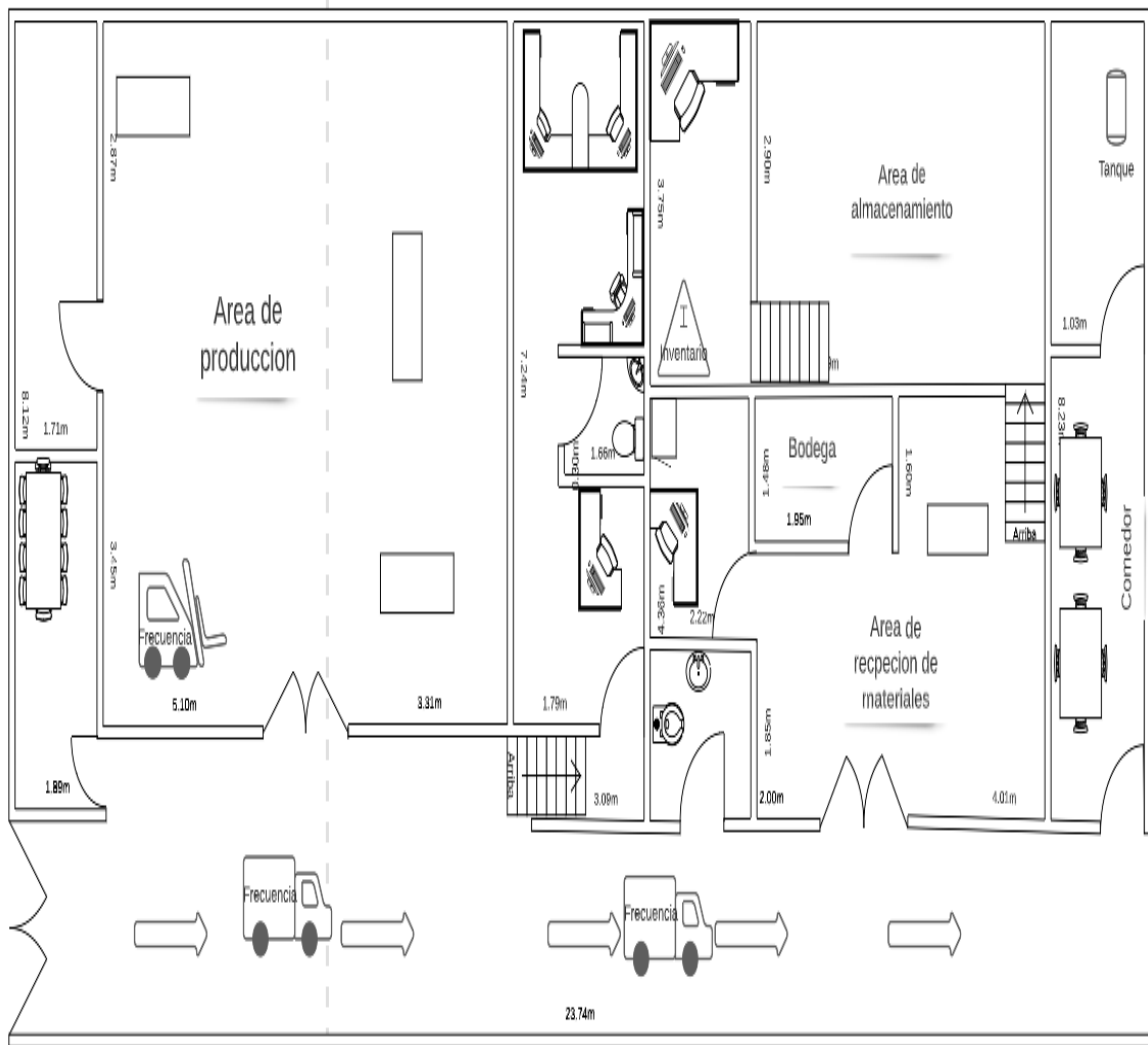 2.87m
2.90m
3.75m
Area de
almacenamiento
Tanque
Area de
produccion
1.03m
Inventario
7.24m
8.12m
1.71m
1.66m
Bodega
1.48m
1.60m
1.95m
Arriba
Comedor
3.45m
Frecuencia
4.36m
2.22m
Area de
recpecion de
materiales
5.10m
3.31m
1.79m
1.85m
Arriba
1.89m
3.09m
2.00m
4.01m
Frecuencia
Frecuencia
23.74m